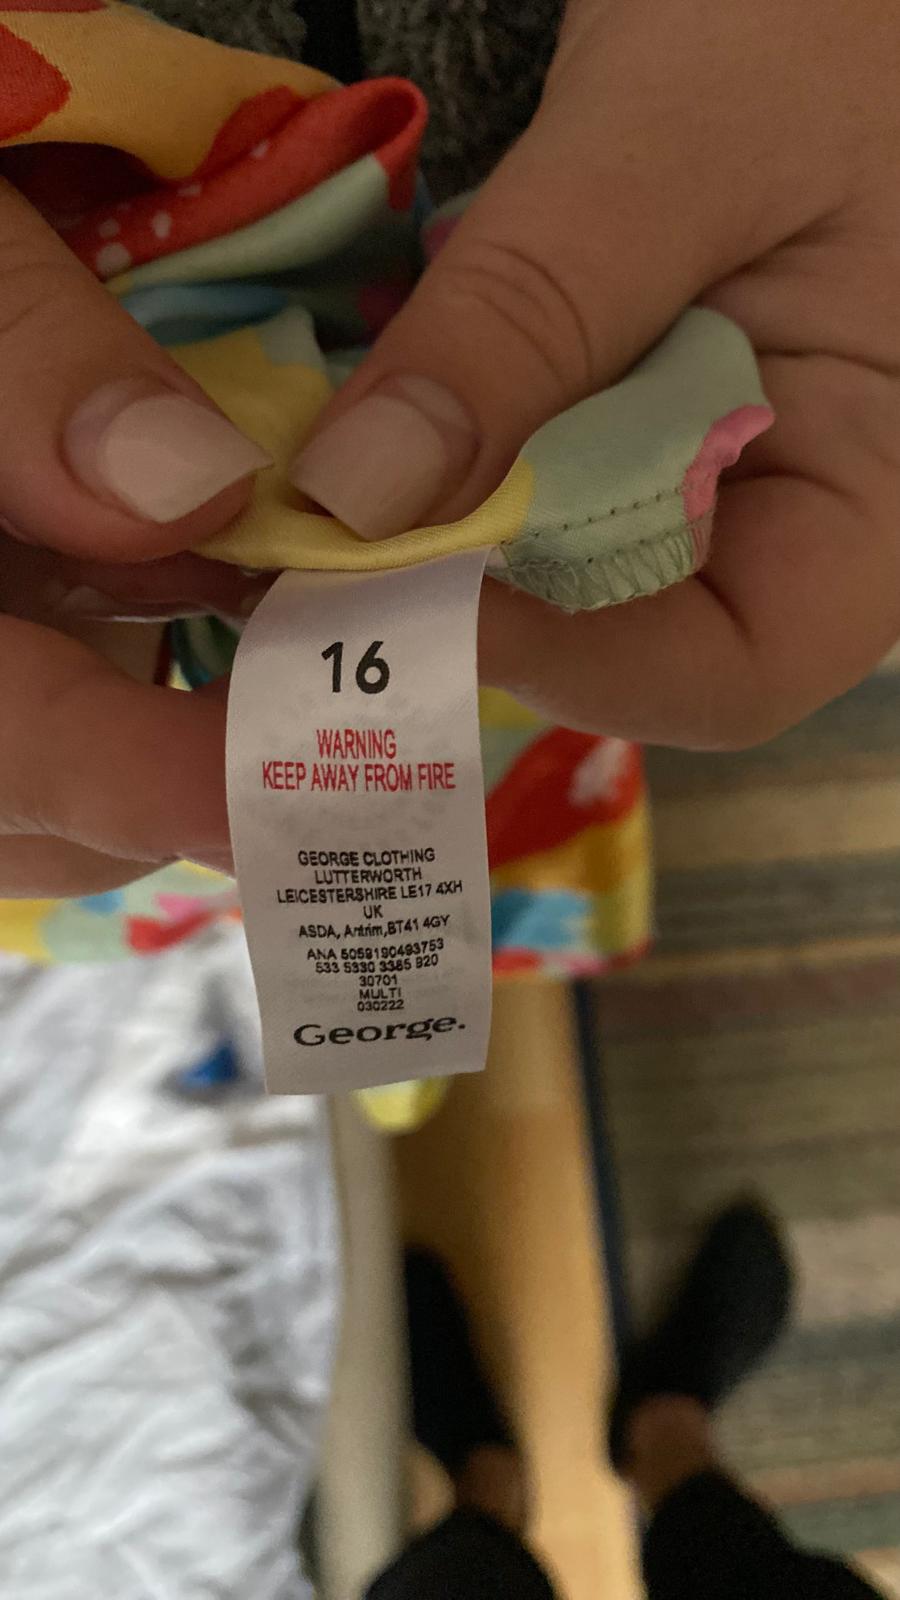 16
WARNING
KEEP AWAY FROM FIRE
GEORGE CLOTHING
LUTTERWORTH
LEICESTERSHIRE LE17 4XH
UK
ASDA, Antrim,BT41 4GY
ANA 5059190493753
533 5330 3385 920
30701
MULTI
030222
George.